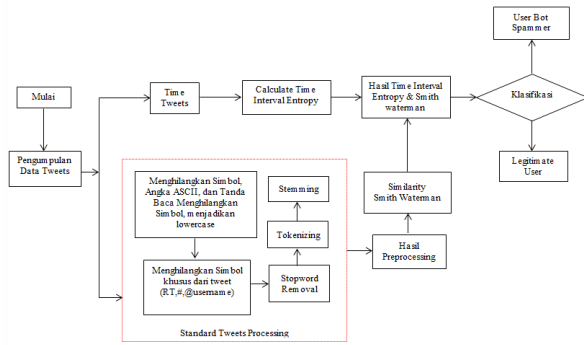 User Bot
Spammer
Mulai
Time
Tweets
Calculate Time
Interval Entropy
Hasil Time Interval
Entropy & Smith
waterman
Klasifikasi
Pengumpulan
Data Tweets
Legitimate
User
Menghilangkan Simbol,
Angka ASCII, dan Tanda
Baca Menghilangkan
Simbol, menjadikan
lowercase
Stemming
Tokenizing
Similarity
Smith Waterman
Menghilangkan Simbol
khusus dari tweet
(RT,#,@username)
Stopword
Removal
Hasil
Preprocessing
Standard Tweets Processing